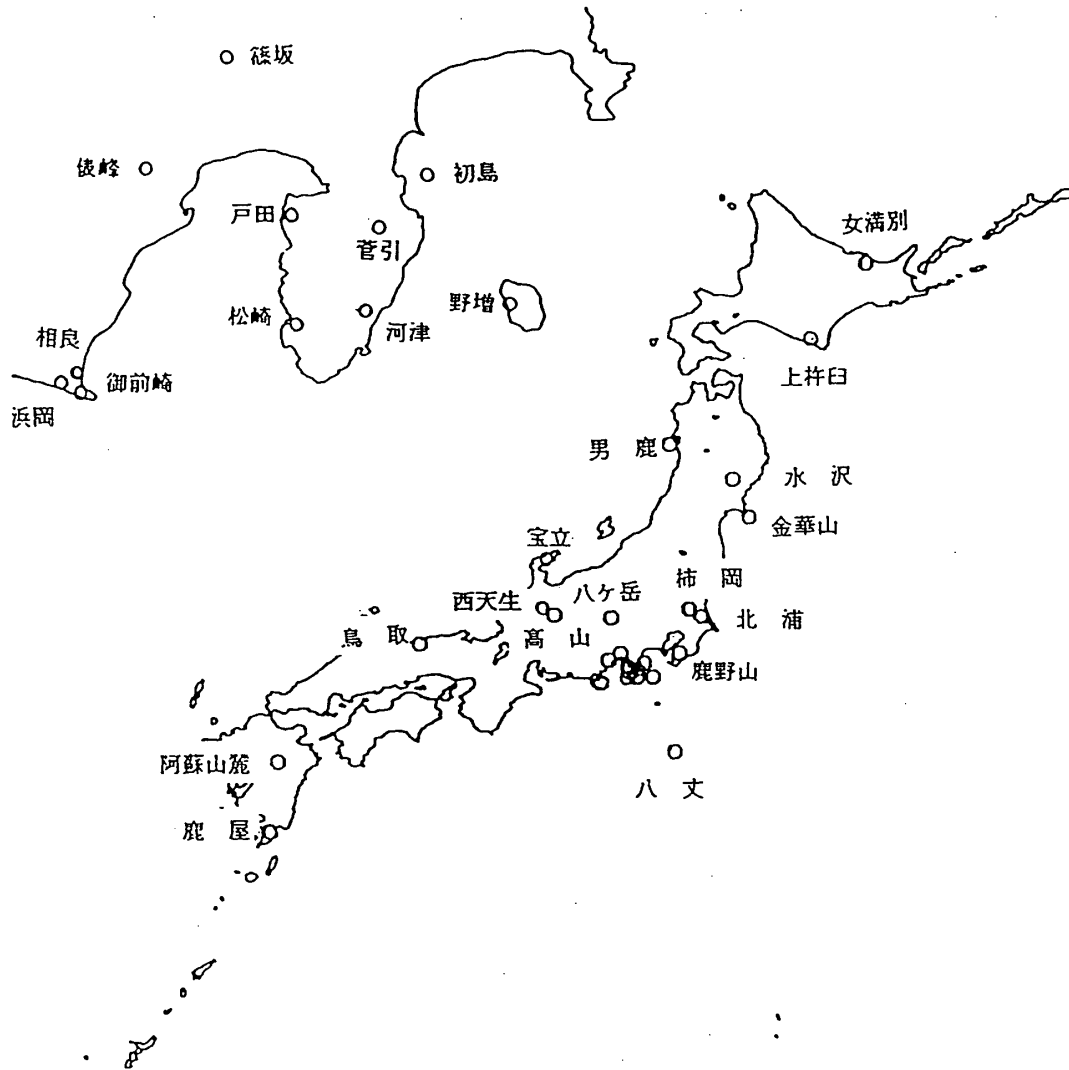 篠坂
俵峰
初島
戸田
菅引
女満別
野増
松崎
河津
相良
御前崎
浜岡
上杵臼
男 鹿
水 沢
金華山
宝立
柿 岡
八ケ岳
西天生
北 浦
鳥 取
高 山
鹿野山
阿蘇山麓
八 丈
鹿 屋